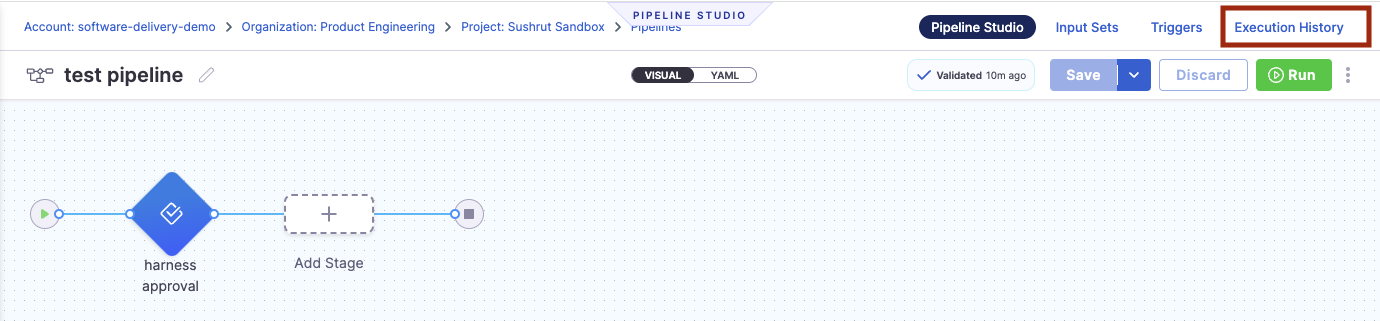 PIPELINE STUDIO
Account: software-delivery-demo > Organization: Product Engineering > Project: Sushrut Sandbox > Pipelines
Pipeline Studio Input Sets Triggers Execution History
test pipeline
VISUAL YAML
Validated 10m ago
Save
Discard
Run
harness
approval
Add Stage